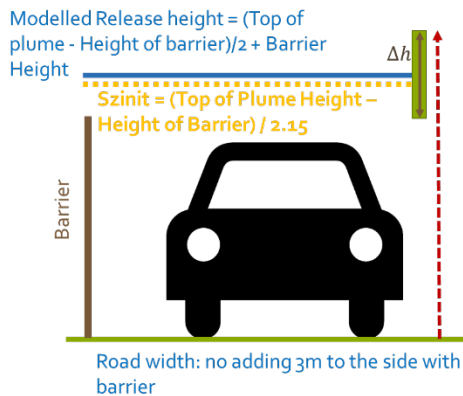 Modelled Release height = (Top of
plume - Height of barrier)/2 + Barrier
Height
Δh
Szinit = (Top of Plume Height –
Height of Barrier) / 2.15
Barrier
Road width: no adding 3m to the side with
barrier